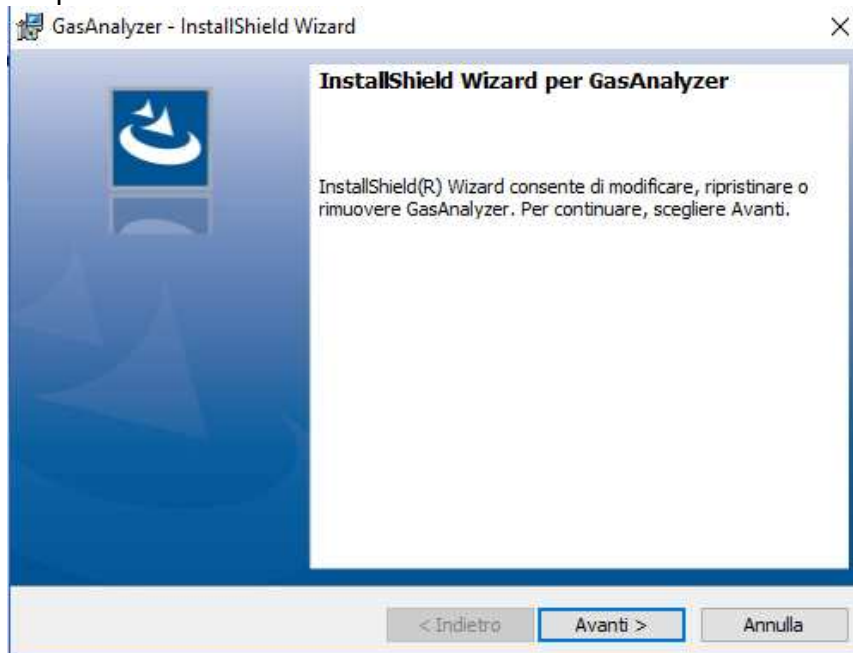 GasAnalyzer - InstallShield Wizard
InstallShield Wizard per GasAnalyzer
InstallShield(R) Wizard consente di modificare, ripristinare o
rimuovere GasAnalyzer. Per continuare, scegliere Avanti.
< Indietro
Avanti >
Annulla